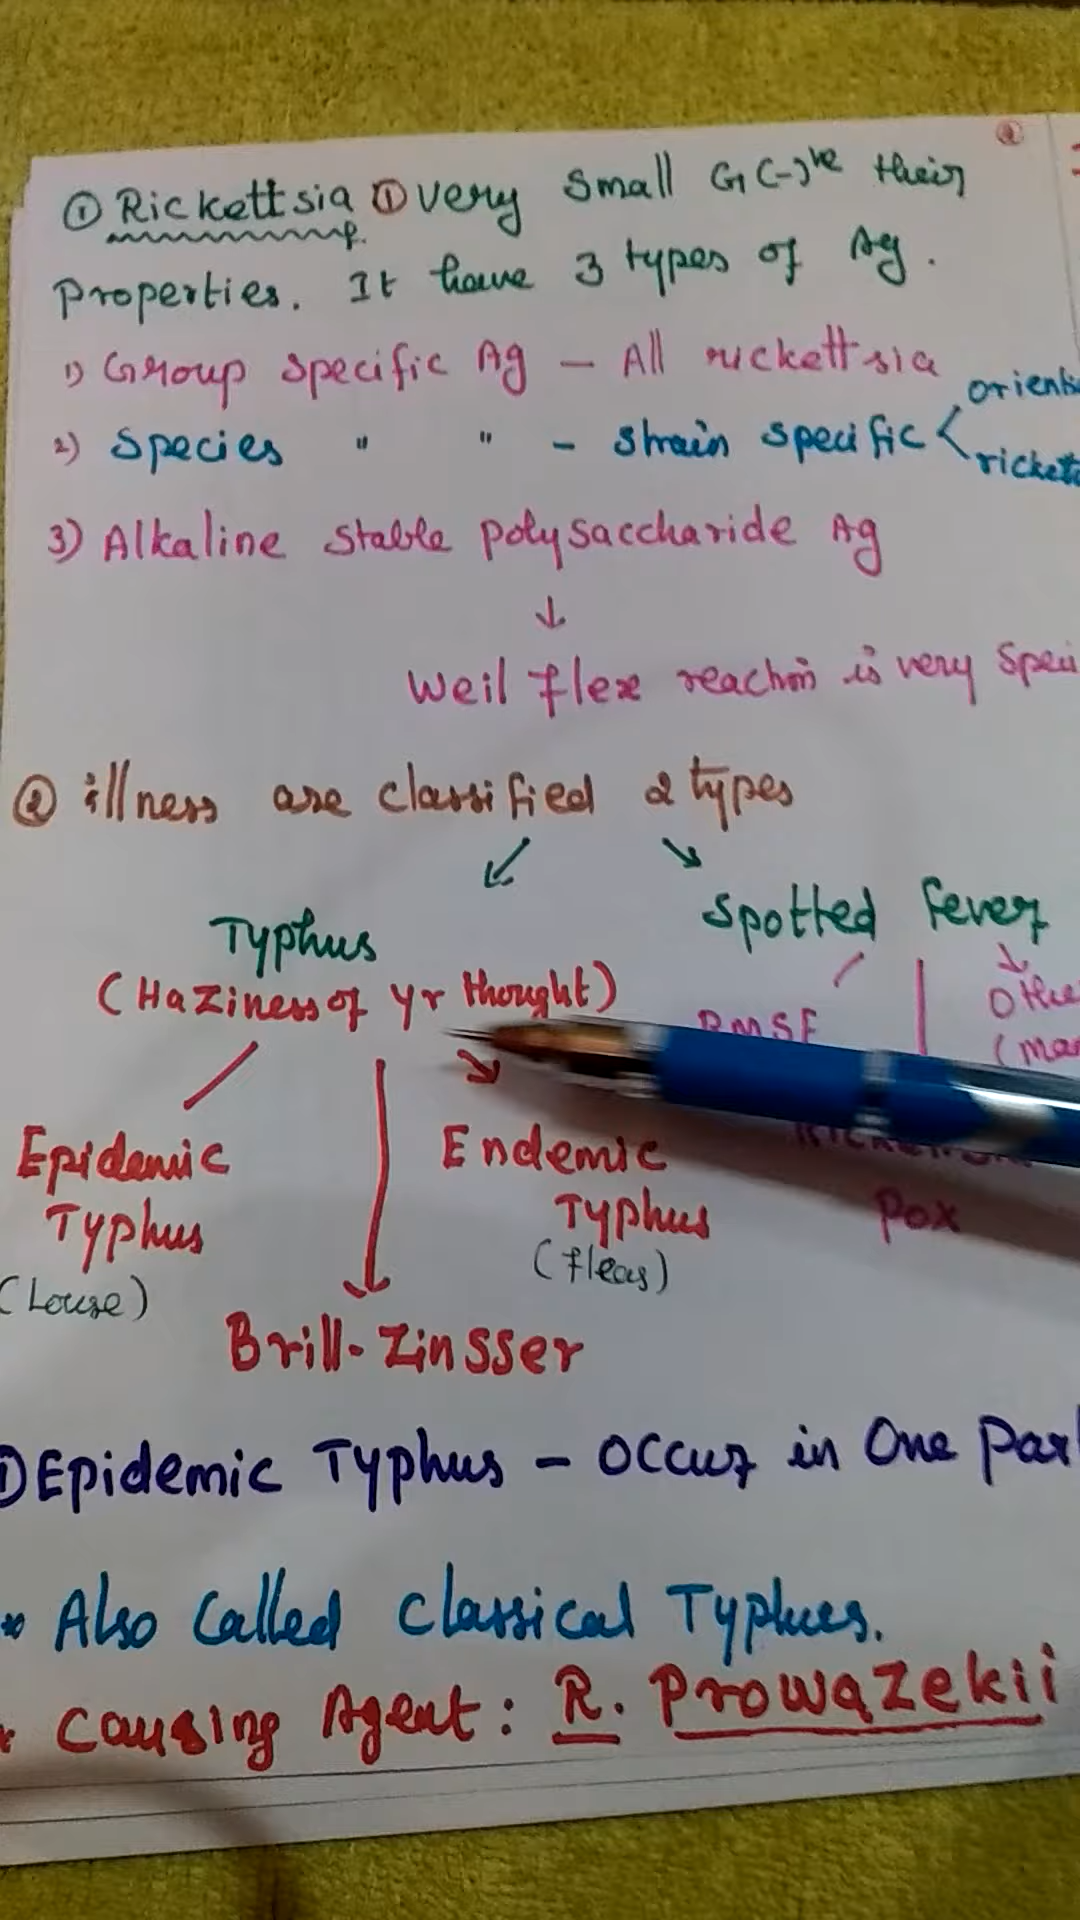 ① Rickettsia ① very small G(-)ve their
properties. It have 3 types of Ag.
1) Group specific Ag – All rickettsia
2) Species " " – strain specific <
3) Alkaline stable polysaccharide Ag
↓
Weil flex reaction is very
② illness are classified 2 types
Typhus
Spotted fever
(Haziness of yr thought)
RMSF
Epidemic
Typhus
(Louse)
Endemic
Typhus
(fleas)
Pox
Brill-Zinsser
① Epidemic Typhus – Occur in One
* Also Called Classical Typhus.
* Causing Agent : R. Prowazekii